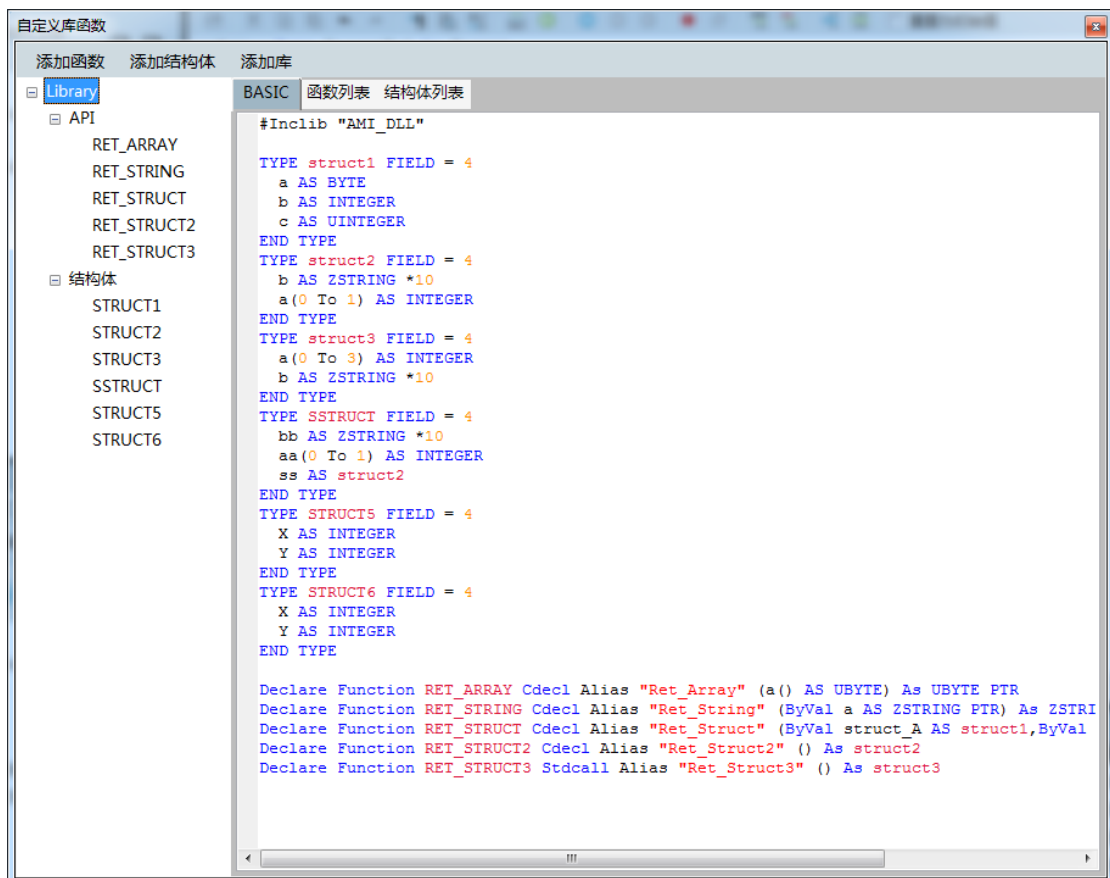 自定义库函数
添加函数 添加结构体 添加库
Library
API
RET_ARRAY
RET_STRING
RET_STRUCT
RET_STRUCT2
RET_STRUCT3
结构体
STRUCT1
STRUCT2
STRUCT3
SSTRUCT
STRUCT5
STRUCT6
BASIC 函数列表 结构体列表
#Inclib "AMI_DLL"
TYPE struct1 FIELD = 4
a AS BYTE
b AS INTEGER
c AS UINTEGER
END TYPE
TYPE struct2 FIELD = 4
b AS ZSTRING *10
a(0 To 1) AS INTEGER
END TYPE
TYPE struct3 FIELD = 4
a(0 To 3) AS INTEGER
b AS ZSTRING *10
END TYPE
TYPE SSTRUCT FIELD = 4
bb AS ZSTRING *10
aa(0 To 1) AS INTEGER
ss AS struct2
END TYPE
TYPE STRUCT5 FIELD = 4
X AS INTEGER
Y AS INTEGER
END TYPE
TYPE STRUCT6 FIELD = 4
X AS INTEGER
Y AS INTEGER
END TYPE
Declare Function RET_ARRAY Cdecl Alias "Ret_Array" (a() AS UBYTE) As UBYTE PTR
Declare Function RET_STRING Cdecl Alias "Ret_String" (ByVal a AS ZSTRING PTR) As ZSTRI
Declare Function RET_STRUCT Cdecl Alias "Ret_Struct" (ByVal struct_A AS struct1,ByVal
Declare Function RET_STRUCT2 Cdecl Alias "Ret_Struct2" () As struct2
Declare Function RET_STRUCT3 Stdcall Alias "Ret_Struct3" () As struct3